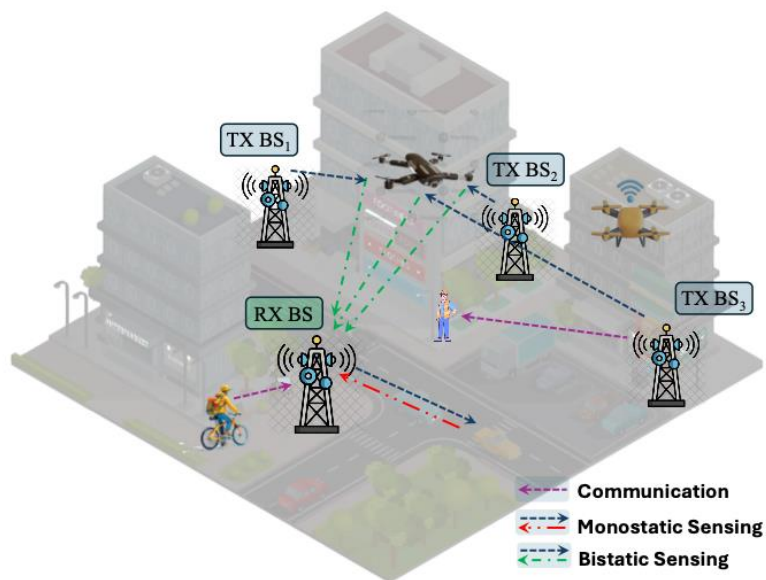 TX BS₁
TX BS₂
TX BS₃
RX BS
Communication
Monostatic Sensing
Bistatic Sensing